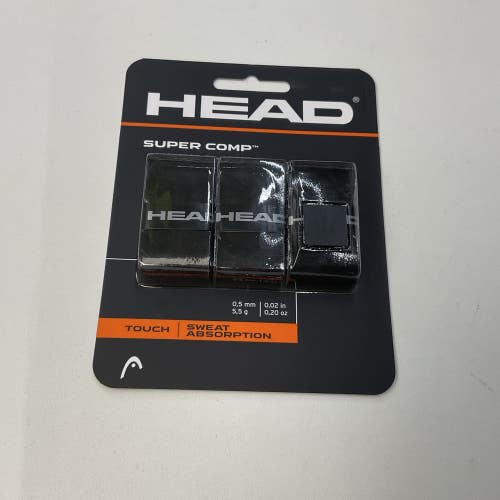 HEAD®
SUPER COMP™
HEAD HEAD H
0,5 mm 0,02 in
5,5 g 0,20 oz
TOUCH SWEAT
ABSORPTION